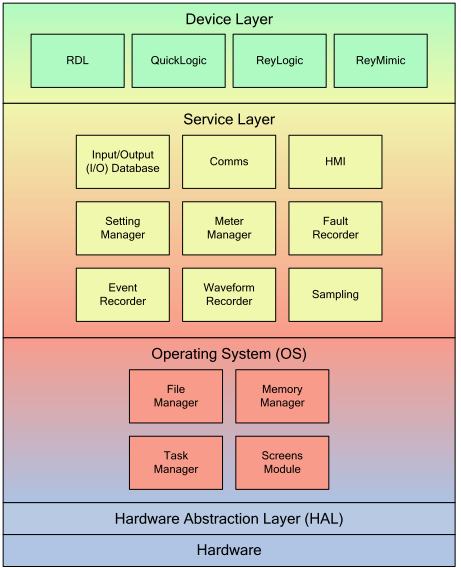 Device Layer
RDL
QuickLogic
ReyLogic
ReyMimic
Service Layer
Input/Output
(I/O) Database
Comms
HMI
Setting
Manager
Meter
Manager
Fault
Recorder
Event
Recorder
Waveform
Recorder
Sampling
Operating System (OS)
File
Manager
Memory
Manager
Task
Manager
Screens
Module
Hardware Abstraction Layer (HAL)
Hardware